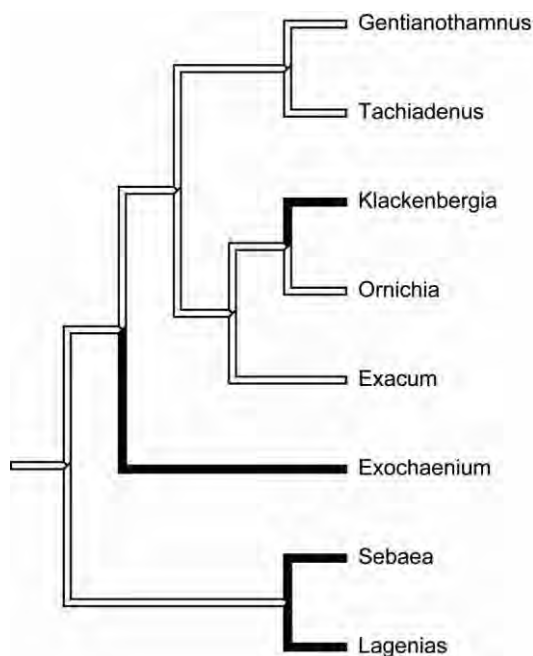 Gentianothamnus
Tachiadenus
Klackenbergia
Ornichia
Exacum
Exochaenium
Sebaea
Lagenias